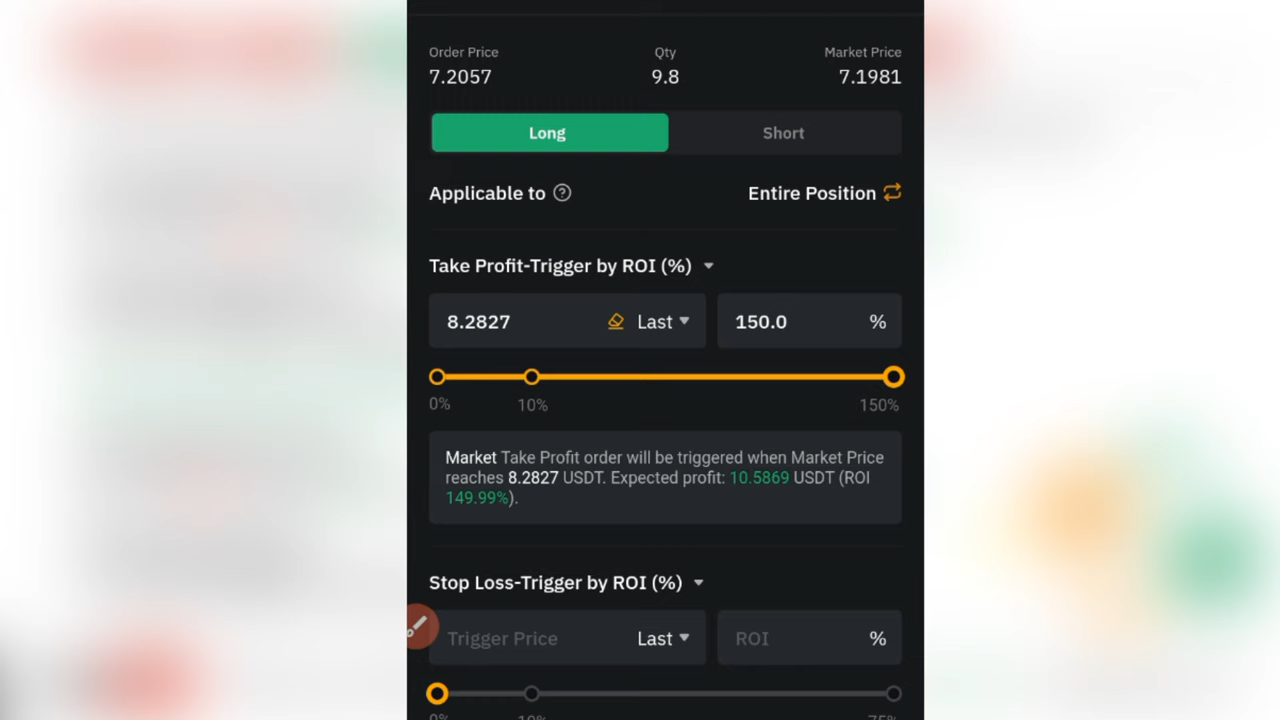 Order Price Qty Market Price
7.2057 9.8 7.1981
Long Short
Applicable to Entire Position
Take Profit-Trigger by ROI (%)
8.2827 Last 150.0 %
0% 10% 150%
Market Take Profit order will be triggered when Market Price
reaches 8.2827 USDT. Expected profit: 10.5869 USDT (ROI
149.99%).
Stop Loss-Trigger by ROI (%)
Trigger Price Last ROI %
0% 10% 75%